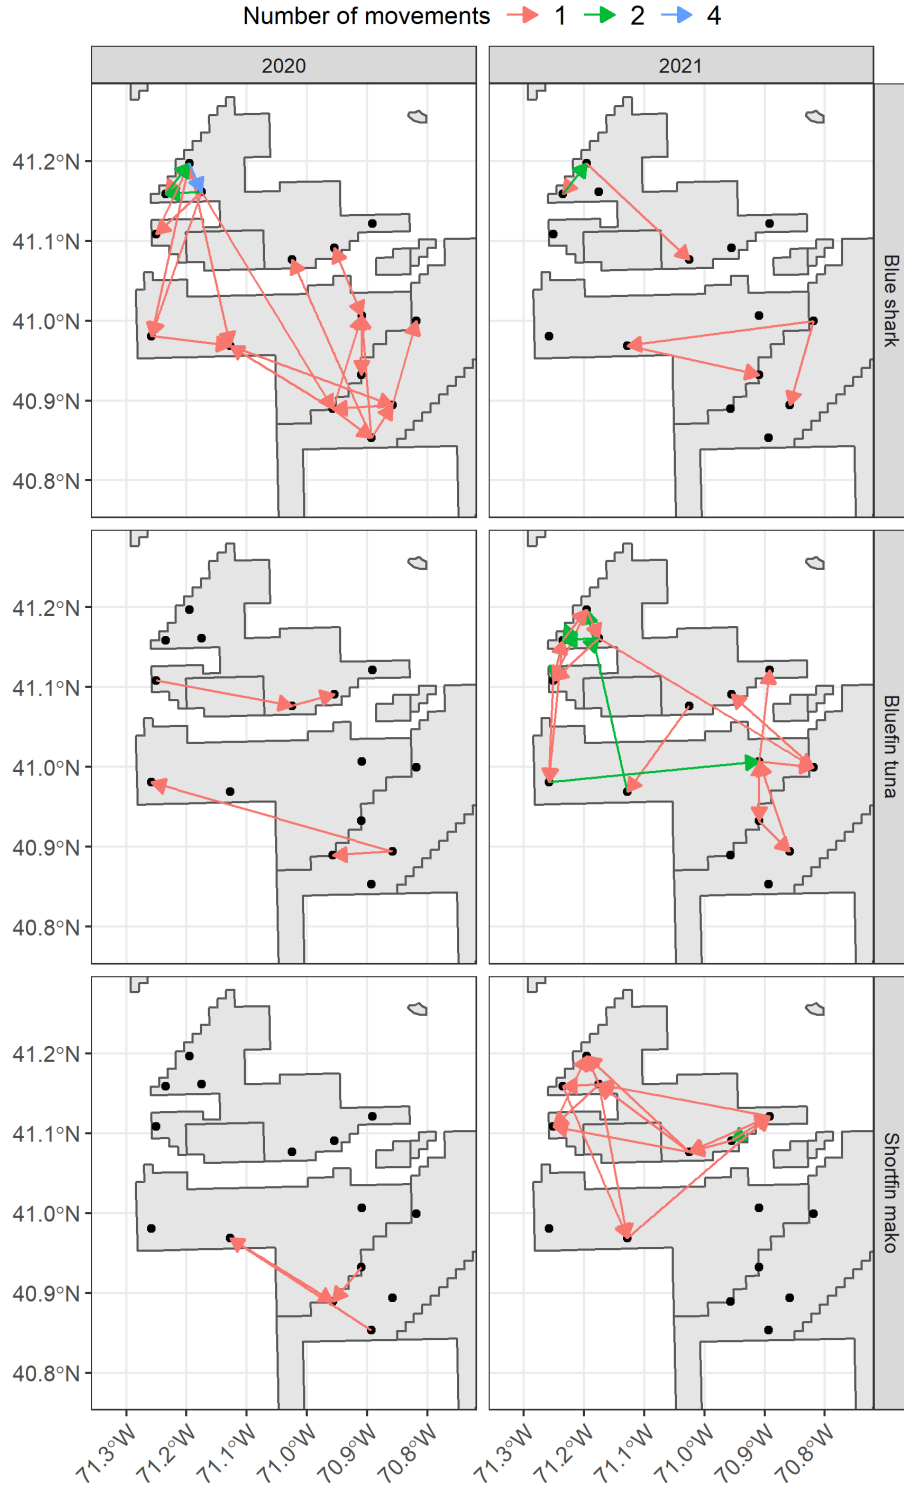 Number of movements 1 2 4
2020 2021
41.2°N
41.1°N
41.0°N
40.9°N
40.8°N
Blue shark
41.2°N
41.1°N
41.0°N
40.9°N
40.8°N
Bluefin tuna
41.2°N
41.1°N
41.0°N
40.9°N
40.8°N
Shortfin mako
71.3°W 71.2°W 71.1°W 71.0°W 70.9°W 70.8°W 71.3°W 71.2°W 71.1°W 71.0°W 70.9°W 70.8°W